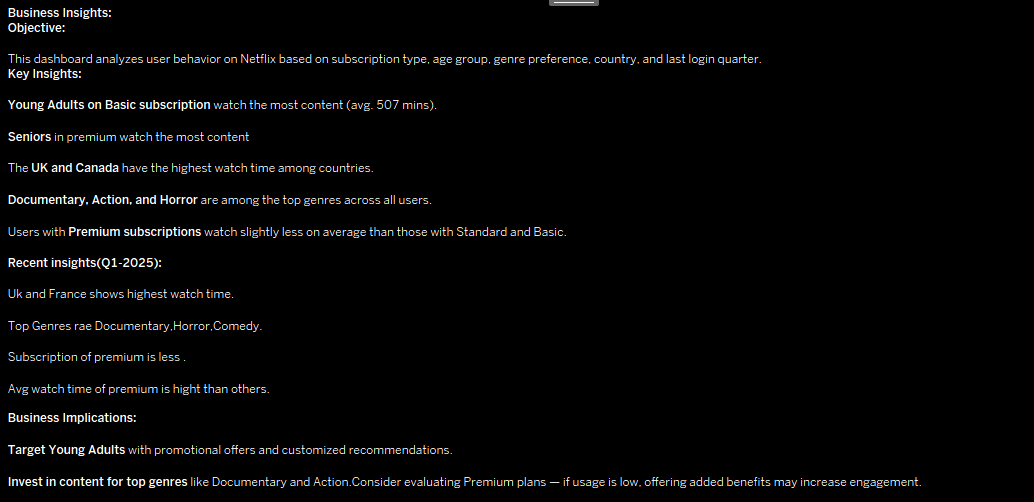 Business Insights:
Objective:
This dashboard analyzes user behavior on Netflix based on subscription type, age group, genre preference, country, and last login quarter.
Key Insights:
Young Adults on Basic subscription watch the most content (avg. 507 mins).
Seniors in premium watch the most content
The UK and Canada have the highest watch time among countries.
Documentary, Action, and Horror are among the top genres across all users.
Users with Premium subscriptions watch slightly less on average than those with Standard and Basic.
Recent insights(Q1-2025):
Uk and France shows highest watch time.
Top Genres rae Documentary,Horror,Comedy.
Subscription of premium is less .
Avg watch time of premium is hight than others.
Business Implications:
Target Young Adults with promotional offers and customized recommendations.
Invest in content for top genres like Documentary and Action.Consider evaluating Premium plans — if usage is low, offering added benefits may increase engagement.